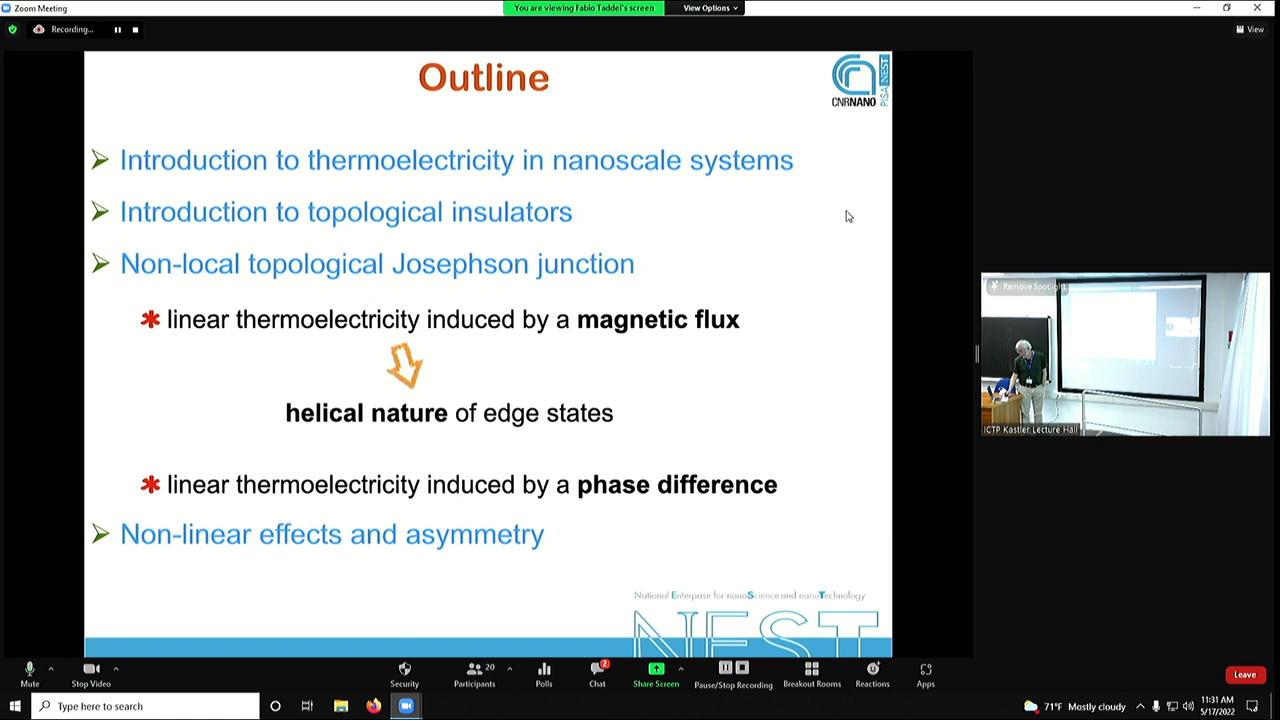 Zoom Meeting
You are viewing Fabio Taddei's screen
View Options
Recording...
View
Outline
CNRNANO
PISA NEST
Introduction to thermoelectricity in nanoscale systems
Introduction to topological insulators
Non-local topological Josephson junction
linear thermoelectricity induced by a magnetic flux
helical nature of edge states
linear thermoelectricity induced by a phase difference
Non-linear effects and asymmetry
National Enterprise for nanoScience and nanoTechnology
NEST
Remove Spotlight
ICTP Kastler Lecture Hall
Mute
Stop Video
Security
20
Participants
Polls
2
Chat
Share Screen
Pause/Stop Recording
Breakout Rooms
Reactions
Apps
Leave
Type here to search
71°F Mostly cloudy
11:31 AM
5/17/2022